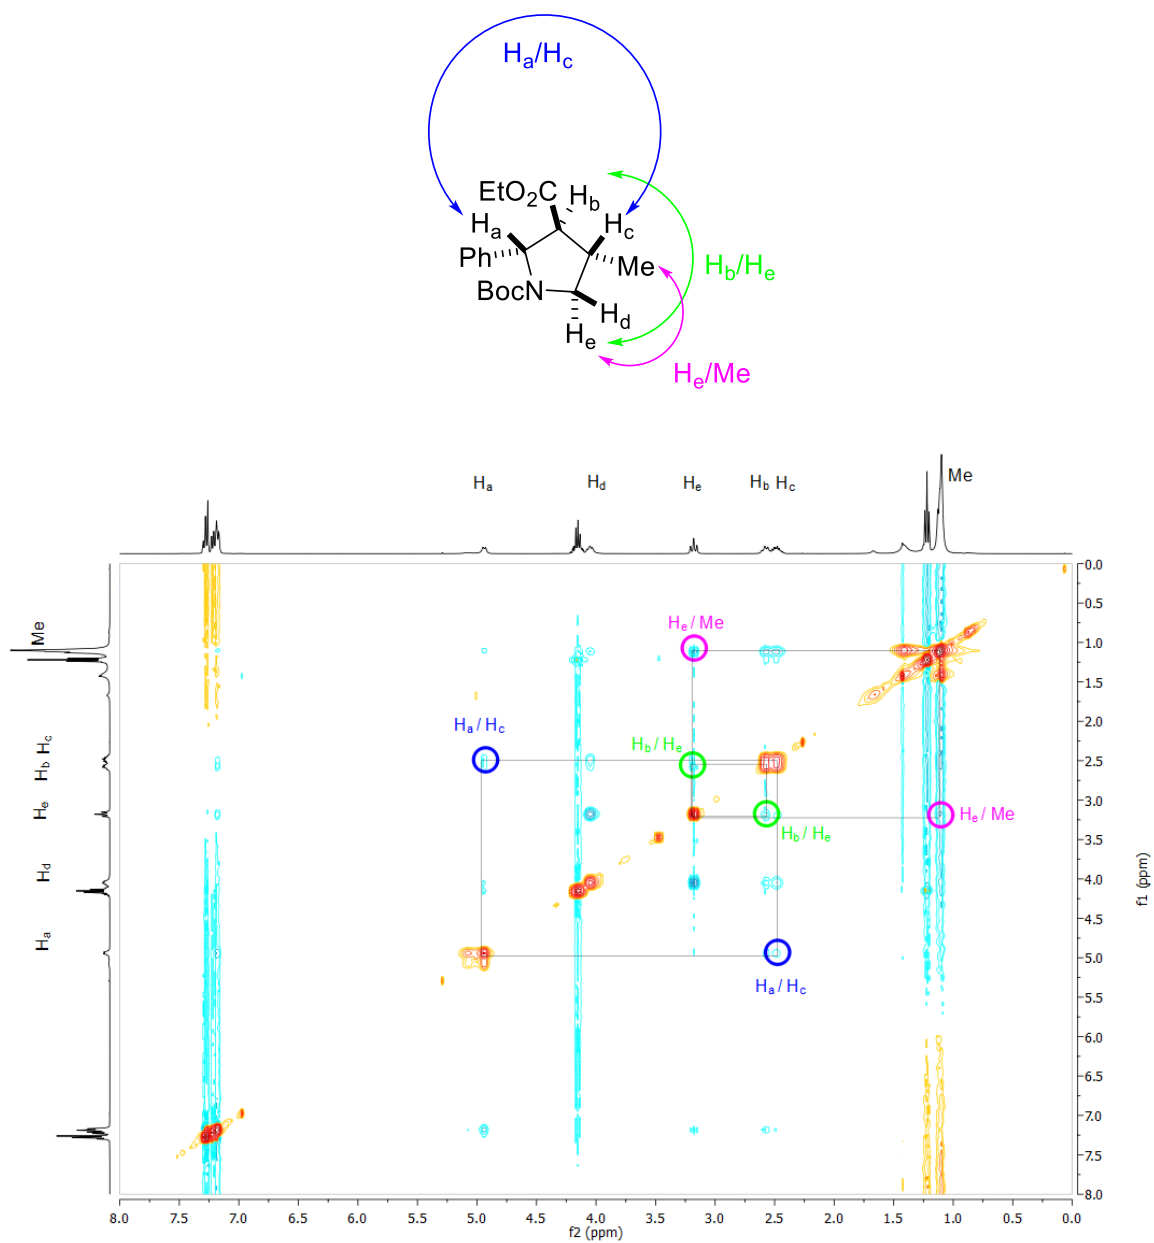 Ha/Hc
EtO2C
Hb
Ha
Hc
Ph
Me
Hb/He
BocN
Hd
He
He/Me
Ha
Hd
He
Hb Hc
Me
0.0
0.5
1.0
1.5
2.0
2.5
3.0
3.5
4.0
4.5
5.0
5.5
6.0
6.5
7.0
7.5
8.0
f1 (ppm)
Me
Hb Hc
He
Hd
Ha
He / Me
Ha / Hc
Hb / He
He / Me
Hb / He
Ha / Hc
8.0 7.5 7.0 6.5 6.0 5.5 5.0 4.5 4.0 3.5 3.0 2.5 2.0 1.5 1.0 0.5 0.0
f2 (ppm)